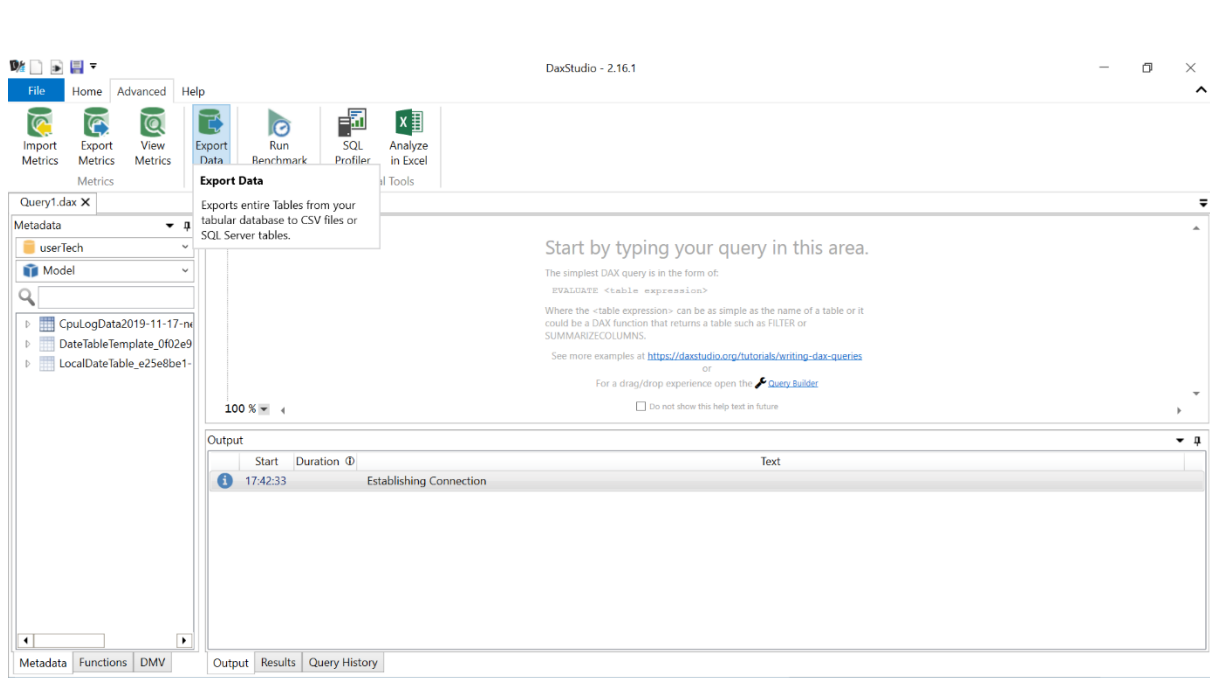 DaxStudio - 2.16.1
File Home Advanced Help
Import Metrics
Export Metrics
View Metrics
Export Data
Run Benchmark
SQL Profiler
Analyze in Excel
Metrics
Tools
Export Data
Exports entire Tables from your
tabular database to CSV files or
SQL Server tables.
Query1.dax
Metadata
userTech
Model
CpuLogData2019-11-17-ne
DateTableTemplate_0f02e9
LocalDateTable_e25e8be1-
Start by typing your query in this area.
The simplest DAX query is in the form of:
EVALUATE <table expression>
Where the <table expression> can be as simple as the name of a table or it
could be a DAX function that returns a table such as FILTER or
SUMMARIZECOLUMNS.
See more examples at https://daxstudio.org/tutorials/writing-dax-queries
or
For a drag/drop experience open the Query Builder
Do not show this help text in future
100 %
Output
Start Duration Text
17:42:33 Establishing Connection
Metadata Functions DMV
Output Results Query History